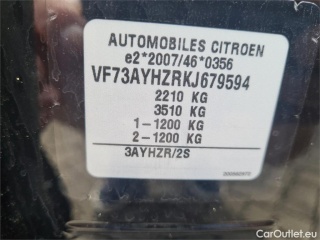 AUTOMOBILES CITROEN
e2*2007/46*0356
VF73AYHZRKJ679594
2210 KG
3510 KG
1-1200 KG
2-1200 KG
3AYHZR/2S
CarOutlet.eu